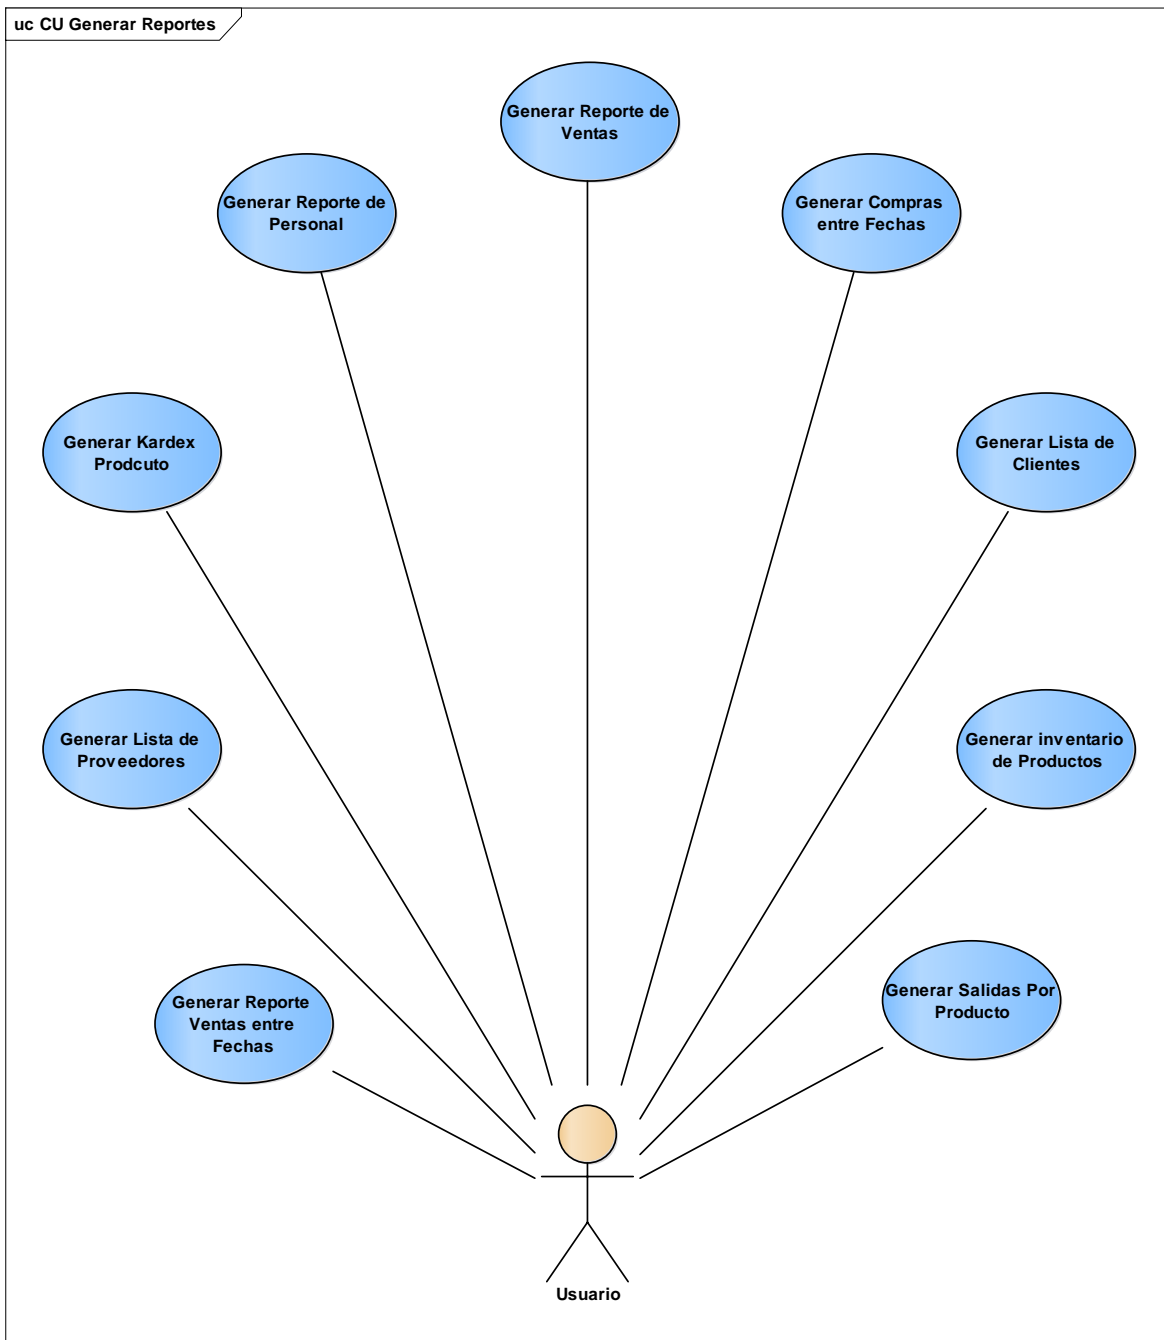 uc CU Generar Reportes
Generar Reporte de
Ventas
Generar Reporte de
Personal
Generar Compras
entre Fechas
Generar Kardex
Prodcuto
Generar Lista de
Clientes
Generar Lista de
Proveedores
Generar inventario
de Productos
Generar Reporte
Ventas entre
Fechas
Generar Salidas Por
Producto
Usuario